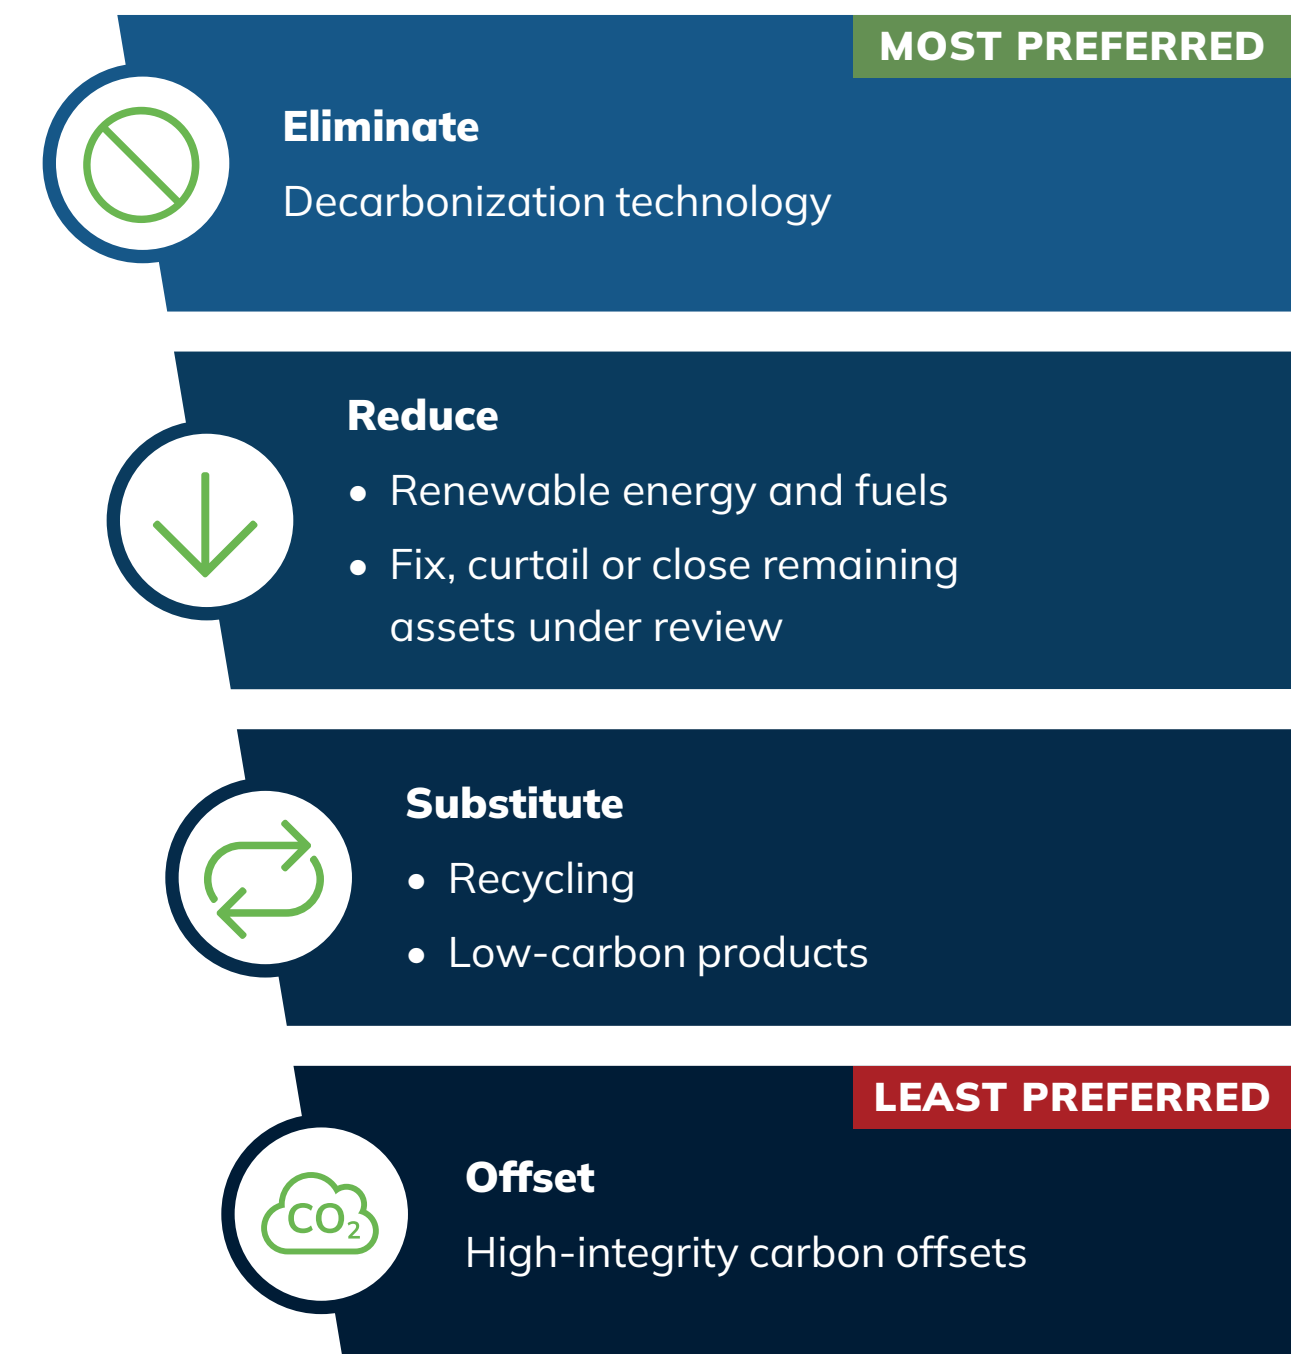 MOST PREFERRED
Eliminate
Decarbonization technology
Reduce
• Renewable energy and fuels
• Fix, curtail or close remaining
assets under review
Substitute
• Recycling
• Low-carbon products
LEAST PREFERRED
Offset
CO₂
High-integrity carbon offsets